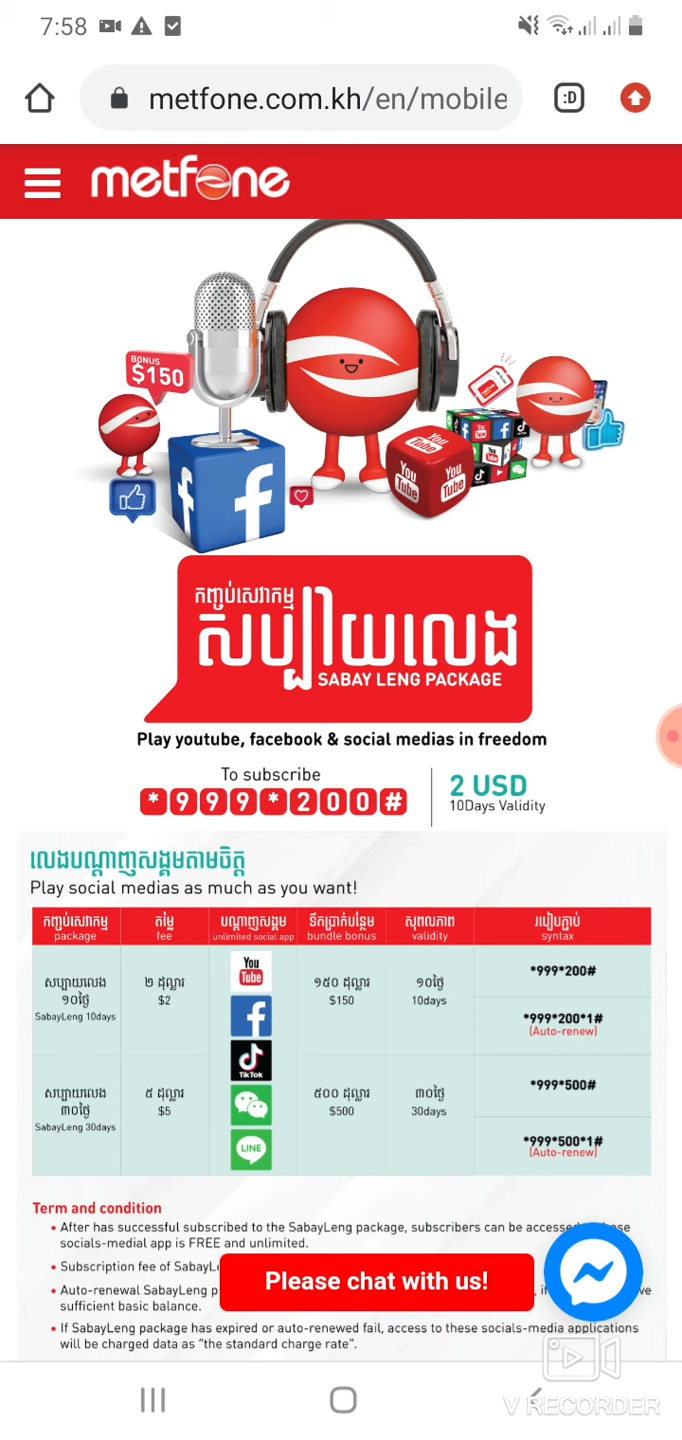 7:58
metfone.com.kh/en/mobile
:D
metfone
BONUS
$150
You
Tube
You
Tube
You
Tube
You
Tube
You
Tube
កញ្ចប់សេវាកម្ម
សប្បាយលេង
SABAY LENG PACKAGE
Play youtube, facebook & social medias in freedom
To subscribe
*999*200#
2 USD
10Days Validity
លេងបណ្តាញសង្គមតាមចិត្ត
Play social medias as much as you want!
កញ្ចប់សេវាកម្ម តម្លៃ បណ្តាញសង្គម ទឹកប្រាក់បន្ថែម សុពលភាព របៀបភ្ជាប់
package fee unlimited social app bundle bonus validity syntax
សប្បាយលេង
១០ថ្ងៃ
SabayLeng 10days
២ ដុល្លារ
$2
You
Tube
TikTok
LINE
១៥០ ដុល្លារ
$150
១០ថ្ងៃ
10days
*999*200#
*999*200*1#
(Auto-renew)
សប្បាយលេង
៣០ថ្ងៃ
SabayLeng 30days
៥ ដុល្លារ
$5
៥០០ ដុល្លារ
$500
៣០ថ្ងៃ
30days
*999*500#
*999*500*1#
(Auto-renew)
Term and condition
• After has successful subscribed to the SabayLeng package, subscribers can be accessed
socials-medial app is FREE and unlimited.
• Subscription fee of SabayL
• Auto-renewal SabayLeng p
sufficient basic balance.
• If SabayLeng package has expired or auto-renewed fail, access to these socials-media applications
will be charged data as "the standard charge rate".
Please chat with us!
V RECORDER